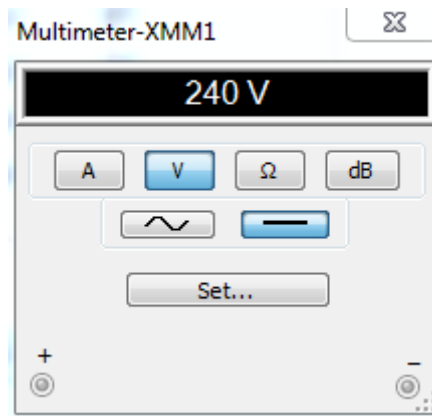 Multimeter-XMM1
240 V
A V Ω dB
Set...
+ −